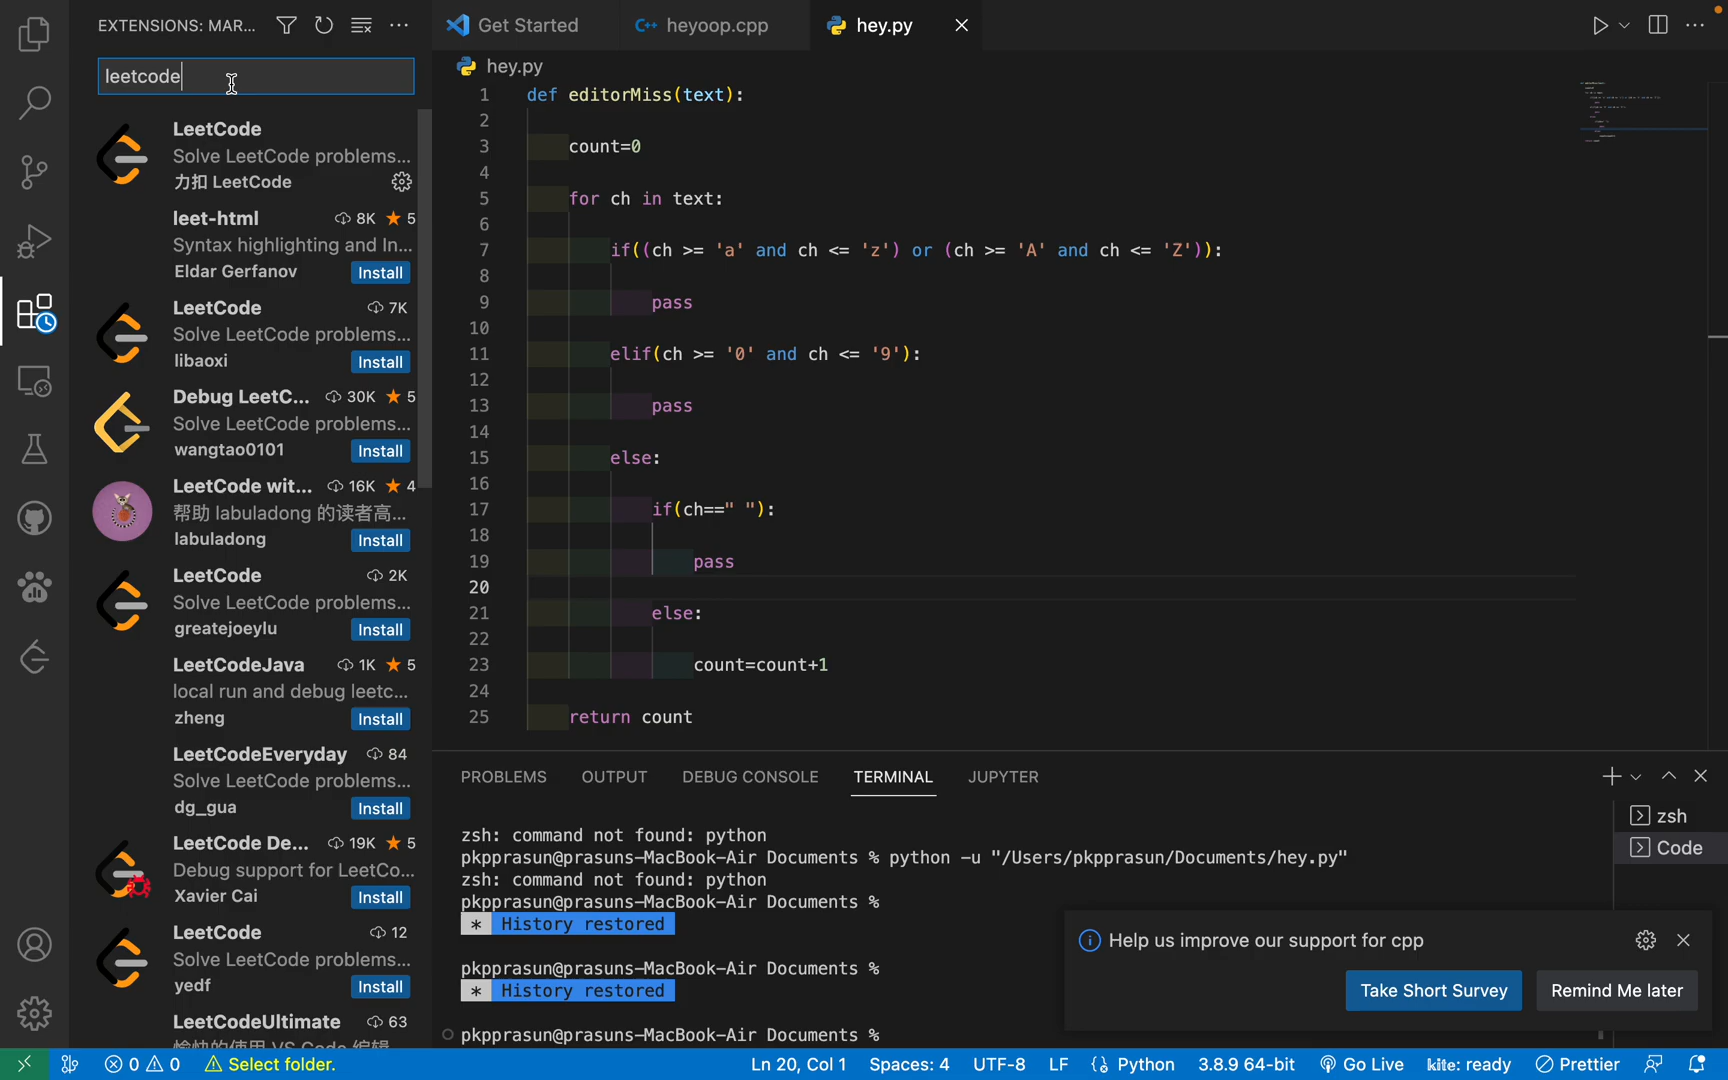 EXTENSIONS: MAR...
leetcode
LeetCode
Solve LeetCode problems...
力扣 LeetCode
leet-html 8K ★ 5
Syntax highlighting and In...
Eldar Gerfanov Install
LeetCode 7K
Solve LeetCode problems...
libaoxi Install
Debug LeetC... 30K ★ 5
Solve LeetCode problems...
wangtao0101 Install
LeetCode wit... 16K ★ 4
帮助 labuladong 的读者高...
labuladong Install
LeetCode 2K
Solve LeetCode problems...
greatejoeylu Install
LeetCodeJava 1K ★ 5
local run and debug leetc...
zheng Install
LeetCodeEveryday 84
Solve LeetCode problems...
dg_gua Install
LeetCode De... 19K ★ 5
Debug support for LeetCo...
Xavier Cai Install
LeetCode 12
Solve LeetCode problems...
yedf Install
LeetCodeUltimate 63
Get Started heyoop.cpp hey.py
hey.py
1 def editorMiss(text):
2
3 count=0
4
5 for ch in text:
6
7 if((ch >= 'a' and ch <= 'z') or (ch >= 'A' and ch <= 'Z')):
8
9 pass
10
11 elif(ch >= '0' and ch <= '9'):
12
13 pass
14
15 else:
16
17 if(ch==" "):
18
19 pass
20
21 else:
22
23 count=count+1
24
25 return count
PROBLEMS OUTPUT DEBUG CONSOLE TERMINAL JUPYTER
zsh: command not found: python
pkpprasun@prasuns-MacBook-Air Documents % python -u "/Users/pkpprasun/Documents/hey.py"
zsh: command not found: python
pkpprasun@prasuns-MacBook-Air Documents %
* History restored
pkpprasun@prasuns-MacBook-Air Documents %
* History restored
pkpprasun@prasuns-MacBook-Air Documents %
zsh
Code
Help us improve our support for cpp
Take Short Survey Remind Me later
0 0 Select folder. Ln 20, Col 1 Spaces: 4 UTF-8 LF Python 3.8.9 64-bit Go Live kite: ready Prettier